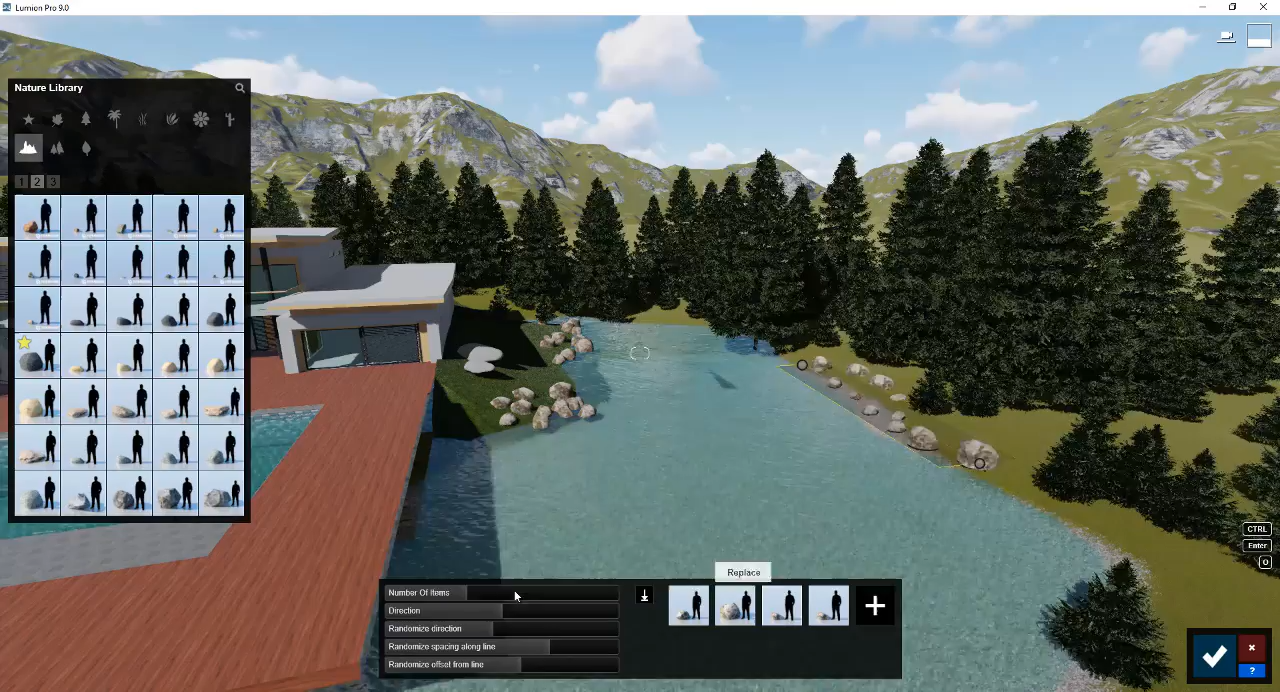 Lumion Pro 9.0
Nature Library
1 2 3
Replace
Number Of Items
Direction
Randomize direction
Randomize spacing along line
Randomize offset from line
CTRL
Enter
O
?